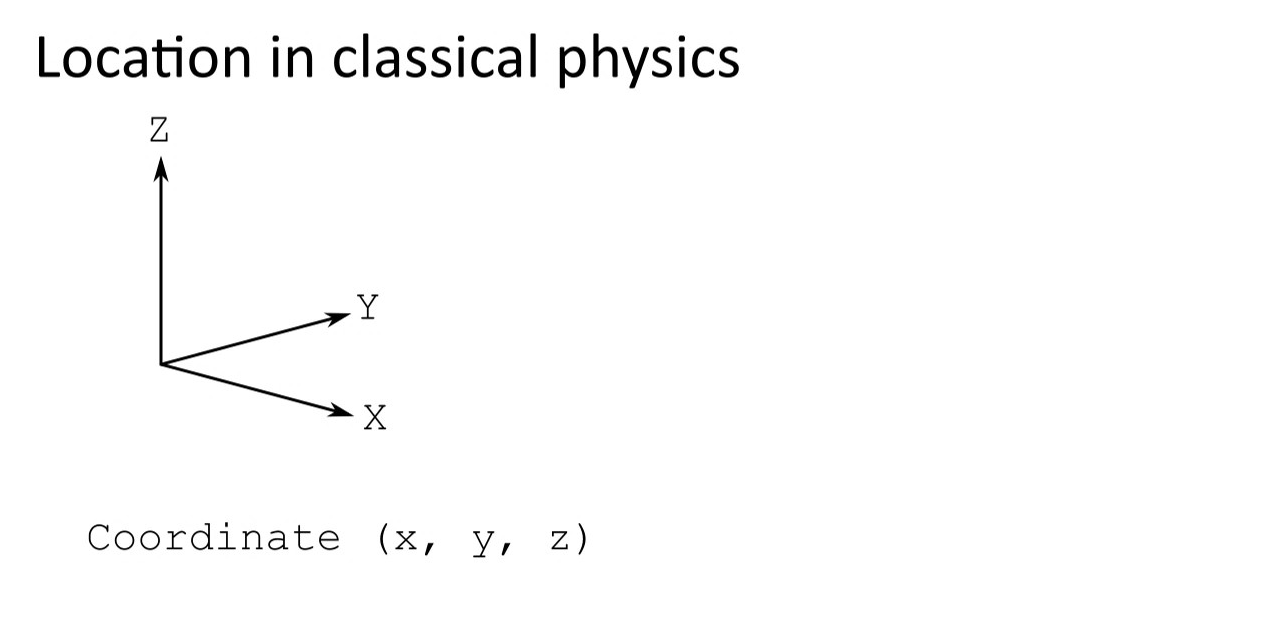 Location in classical physics
Z
Y
X
Coordinate (x, y, z)